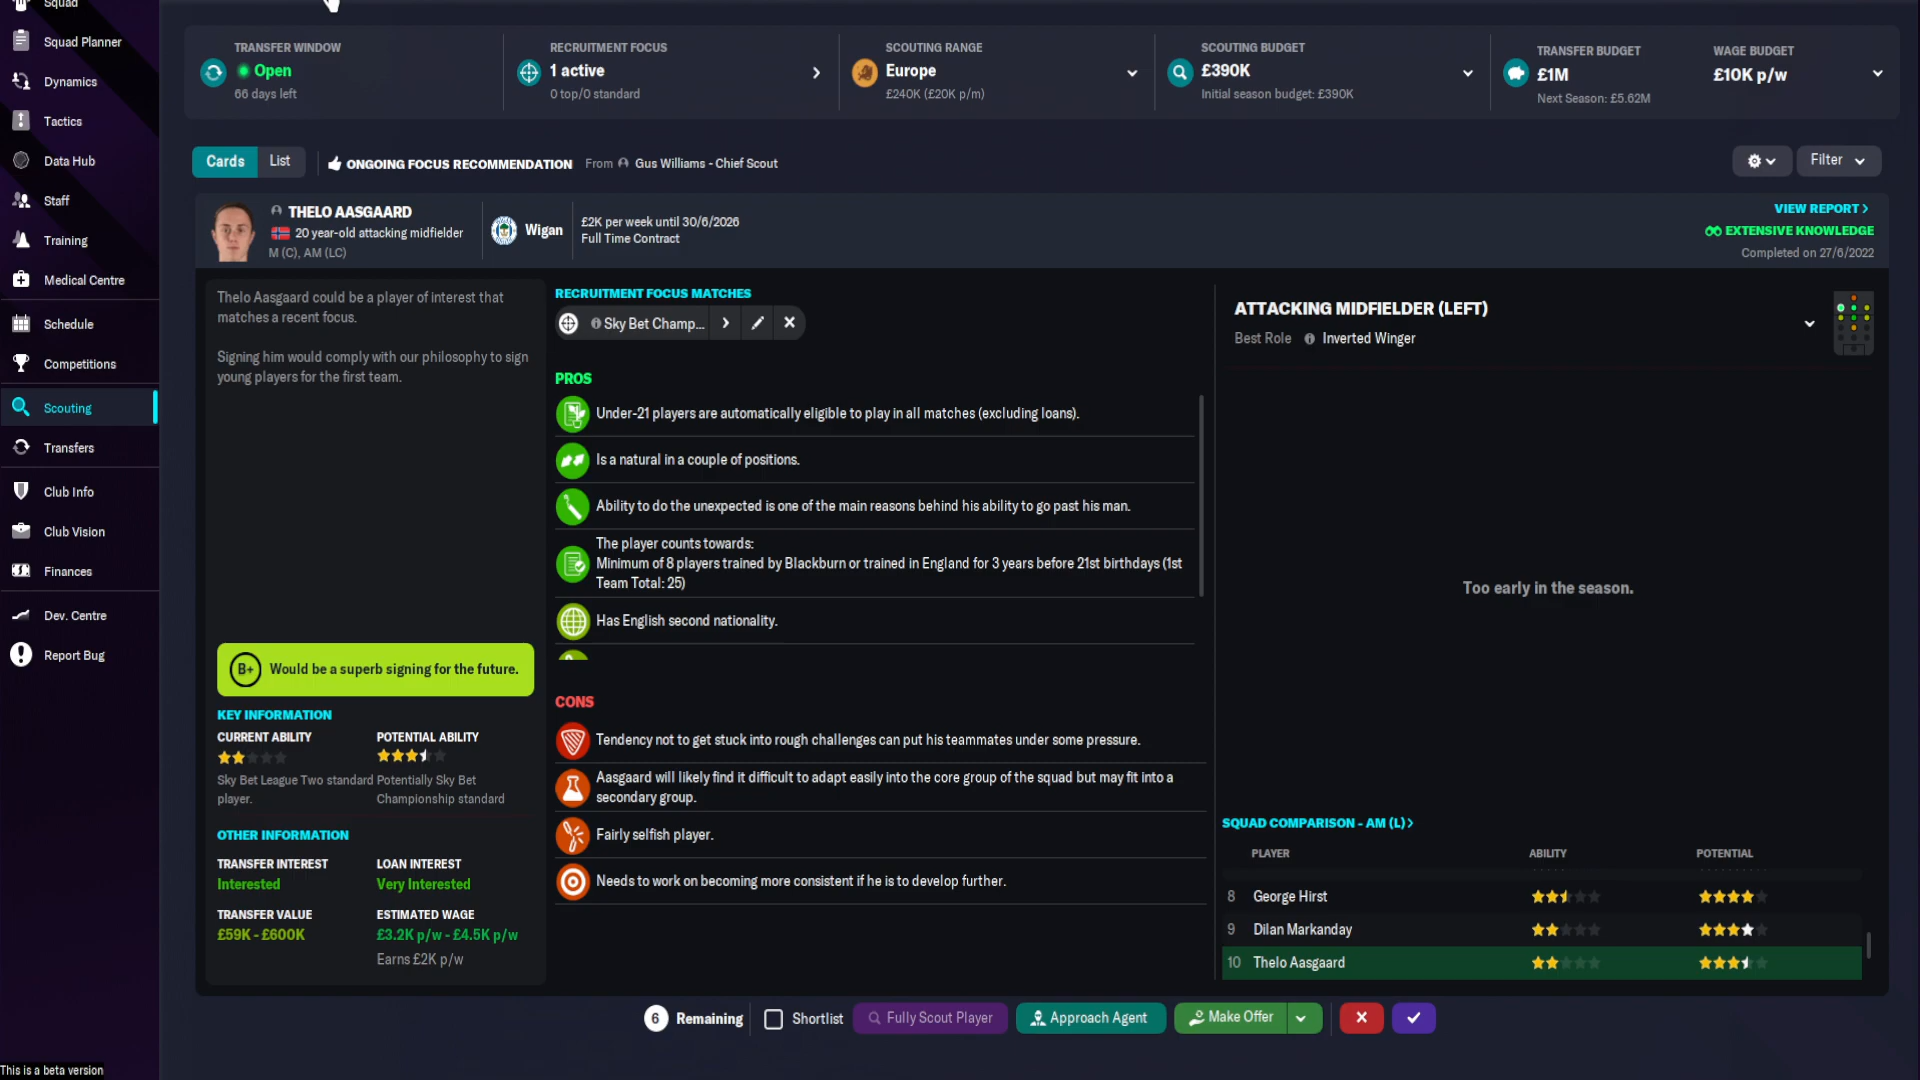 Squad
Squad Planner
Dynamics
Tactics
Data Hub
Staff
Training
Medical Centre
Schedule
Competitions
Scouting
Transfers
Club Info
Club Vision
Finances
Dev. Centre
Report Bug
This is a beta version
TRANSFER WINDOW
Open
66 days left
RECRUITMENT FOCUS
1 active
0 top/0 standard
SCOUTING RANGE
Europe
£240K (£20K p/m)
SCOUTING BUDGET
£390K
Initial season budget: £390K
TRANSFER BUDGET
£1M
Next Season: £5.62M
WAGE BUDGET
£10K p/w
Cards List
ONGOING FOCUS RECOMMENDATION From Gus Williams - Chief Scout
Filter
THELO AASGAARD
20 year-old attacking midfielder
M (C), AM (LC)
Wigan
£2K per week until 30/6/2026
Full Time Contract
VIEW REPORT >
EXTENSIVE KNOWLEDGE
Completed on 27/6/2022
Thelo Aasgaard could be a player of interest that
matches a recent focus.
Signing him would comply with our philosophy to sign
young players for the first team.
B+ Would be a superb signing for the future.
KEY INFORMATION
CURRENT ABILITY POTENTIAL ABILITY
Sky Bet League Two standard Potentially Sky Bet
player. Championship standard
OTHER INFORMATION
TRANSFER INTEREST LOAN INTEREST
Interested Very Interested
TRANSFER VALUE ESTIMATED WAGE
£59K - £600K £3.2K p/w - £4.5K p/w
Earns £2K p/w
RECRUITMENT FOCUS MATCHES
Sky Bet Champ...
PROS
Under-21 players are automatically eligible to play in all matches (excluding loans).
Is a natural in a couple of positions.
Ability to do the unexpected is one of the main reasons behind his ability to go past his man.
The player counts towards:
Minimum of 8 players trained by Blackburn or trained in England for 3 years before 21st birthdays (1st
Team Total: 25)
Has English second nationality.
CONS
Tendency not to get stuck into rough challenges can put his teammates under some pressure.
Aasgaard will likely find it difficult to adapt easily into the core group of the squad but may fit into a
secondary group.
Fairly selfish player.
Needs to work on becoming more consistent if he is to develop further.
ATTACKING MIDFIELDER (LEFT)
Best Role Inverted Winger
Too early in the season.
SQUAD COMPARISON - AM (L) >
PLAYER ABILITY POTENTIAL
8 George Hirst
9 Dilan Markanday
10 Thelo Aasgaard
6 Remaining Shortlist Fully Scout Player Approach Agent Make Offer